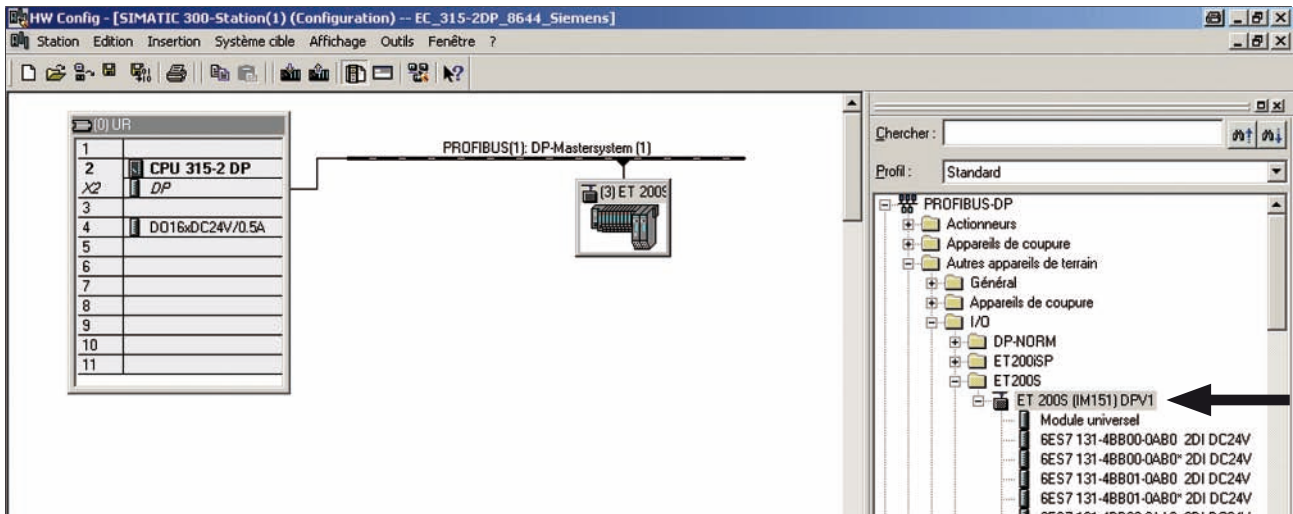 HW Config - [SIMATIC 300-Station(1) (Configuration) -- EC_315-2DP_8644_Siemens]
Station Edition Insertion Système cible Affichage Outils Fenêtre ?
(0) UR
1
2 CPU 315-2 DP
X2 DP
3
4 DO16xDC24V/0.5A
5
6
7
8
9
10
11
PROFIBUS(1): DP-Mastersystem (1)
(3) ET 200S
Chercher :
Profil : Standard
PROFIBUS-DP
Actionneurs
Appareils de coupure
Autres appareils de terrain
Général
Appareils de coupure
I/O
DP-NORM
ET200iSP
ET200S
ET 200S (IM151) DPV1
Module universel
6ES7 131-4BB00-0AB0 2DI DC24V
6ES7 131-4BB00-0AB0* 2DI DC24V
6ES7 131-4BB01-0AB0 2DI DC24V
6ES7 131-4BB01-0AB0* 2DI DC24V